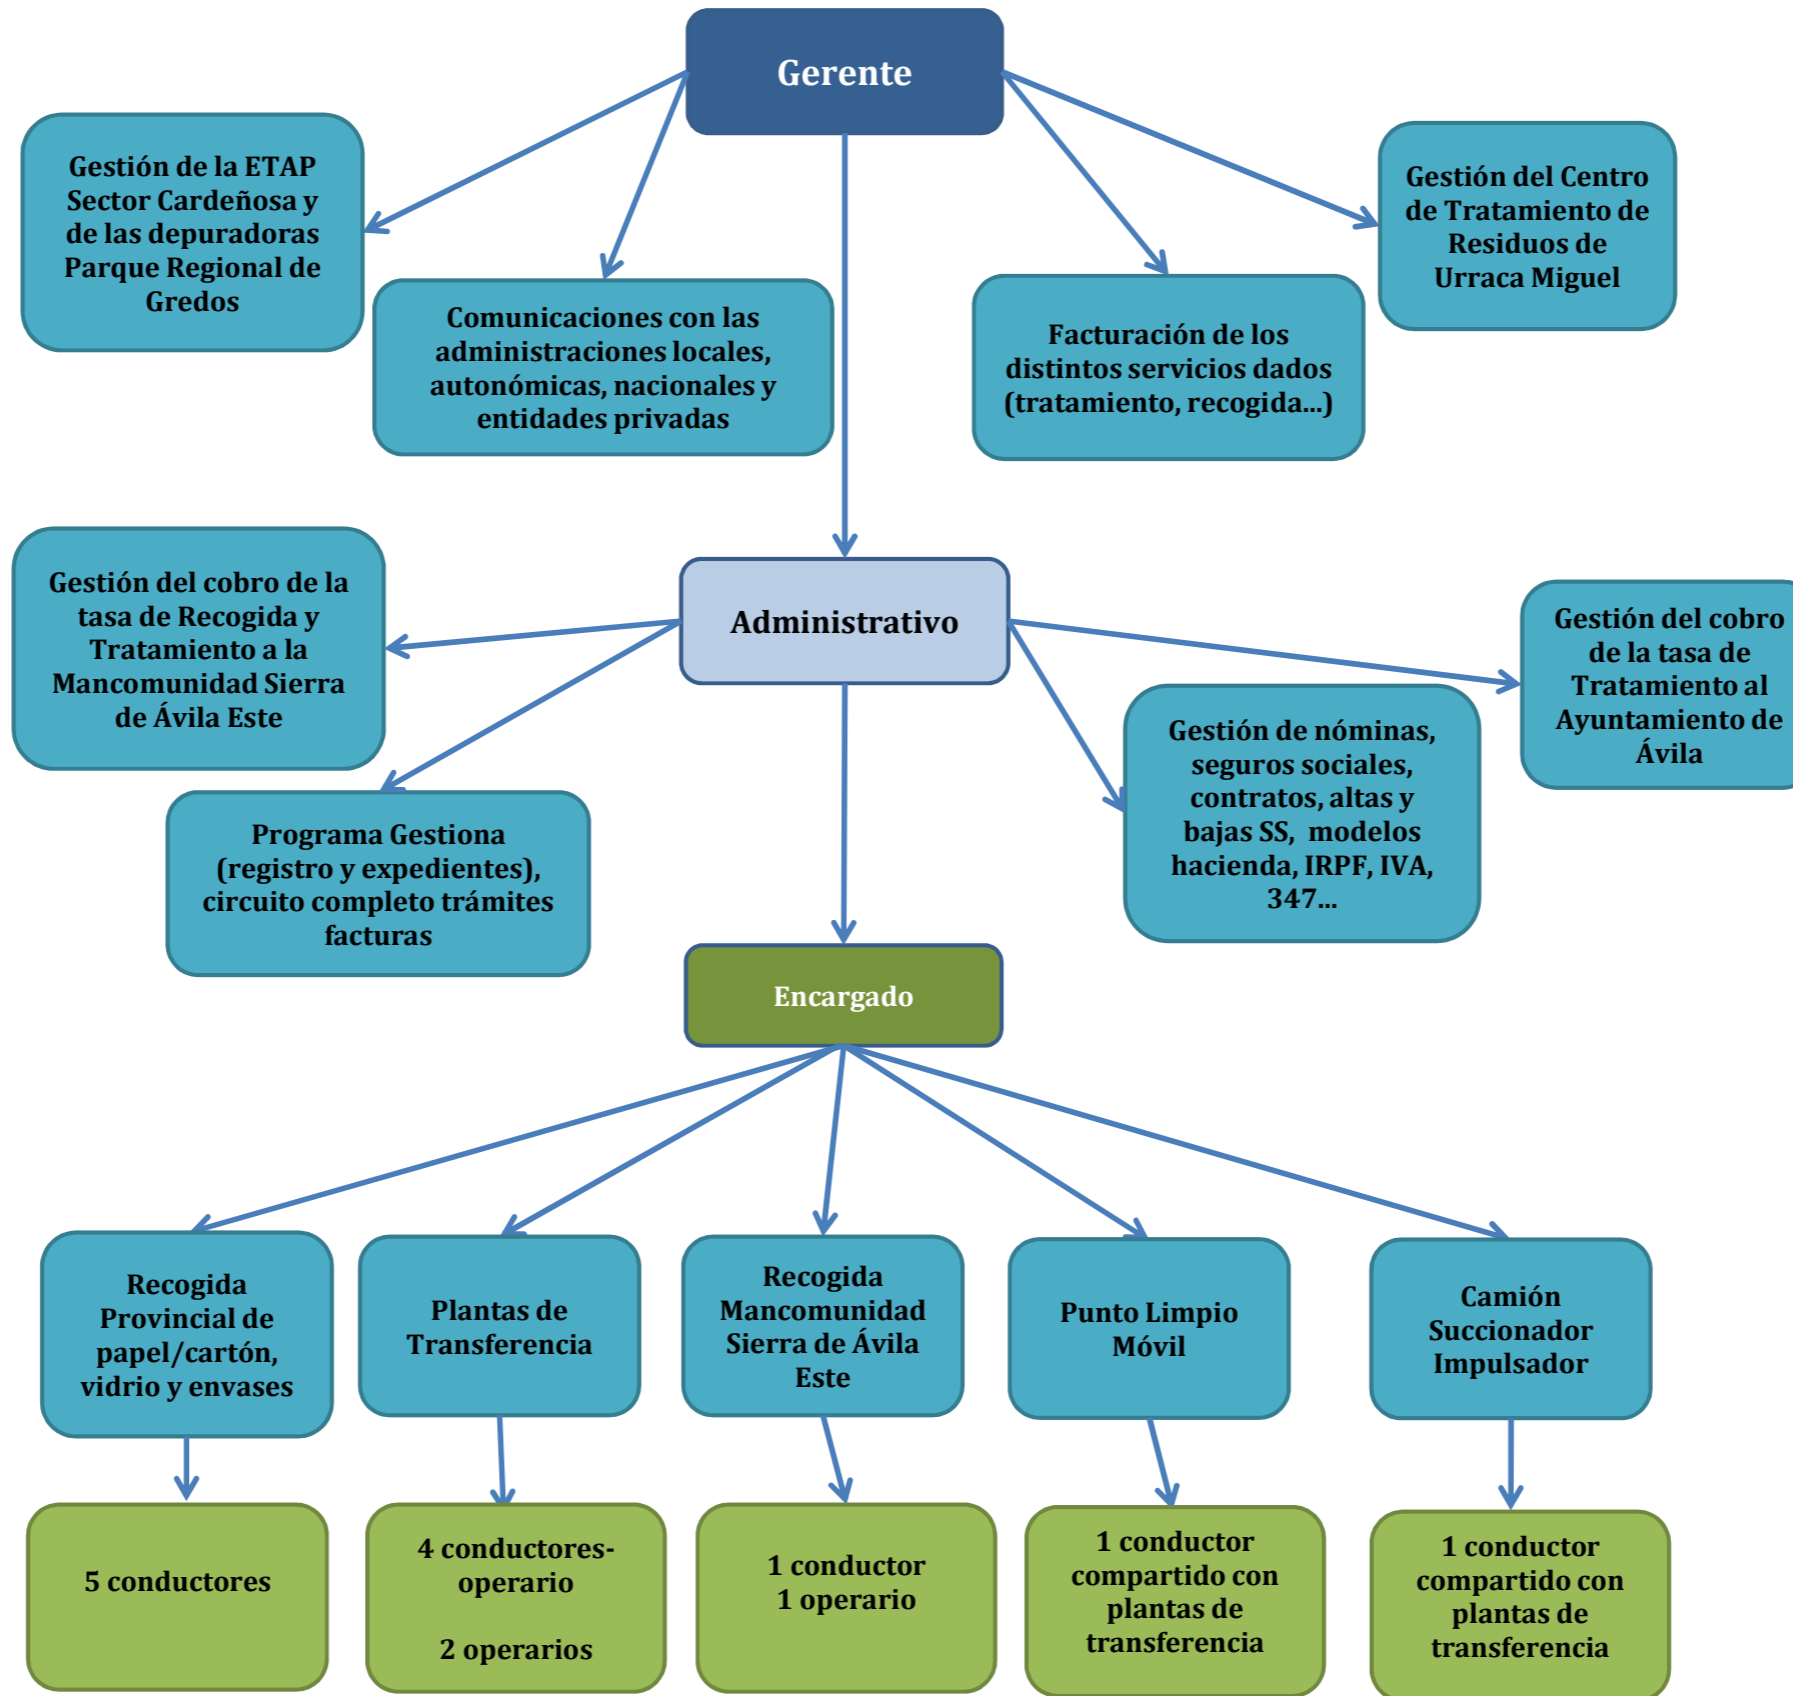 Gerente
Gestión de la ETAP
Sector Cardeñosa y
de las depuradoras
Parque Regional de
Gredos
Comunicaciones con las
administraciones locales,
autonómicas, nacionales y
entidades privadas
Facturación de los
distintos servicios dados
(tratamiento, recogida...)
Gestión del Centro
de Tratamiento de
Residuos de
Urraca Miguel
Gestión del cobro de la
tasa de Recogida y
Tratamiento a la
Mancomunidad Sierra
de Ávila Este
Administrativo
Gestión del cobro
de la tasa de
Tratamiento al
Ayuntamiento de
Ávila
Programa Gestiona
(registro y expedientes),
circuito completo trámites
facturas
Gestión de nóminas,
seguros sociales,
contratos, altas y
bajas SS, modelos
hacienda, IRPF, IVA,
347...
Encargado
Recogida
Provincial de
papel/cartón,
vidrio y envases
Plantas de
Transferencia
Recogida
Mancomunidad
Sierra de Ávila
Este
Punto Limpio
Móvil
Camión
Succionador
Impulsador
5 conductores
4 conductores-
operario
2 operarios
1 conductor
1 operario
1 conductor
compartido con
plantas de
transferencia
1 conductor
compartido con
plantas de
transferencia